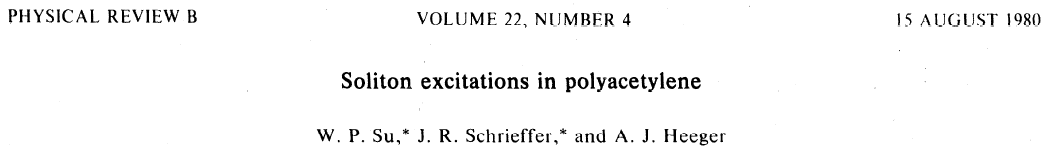 PHYSICAL REVIEW B VOLUME 22, NUMBER 4 15 AUGUST 1980
Soliton excitations in polyacetylene
W. P. Su,* J. R. Schrieffer,* and A. J. Heeger